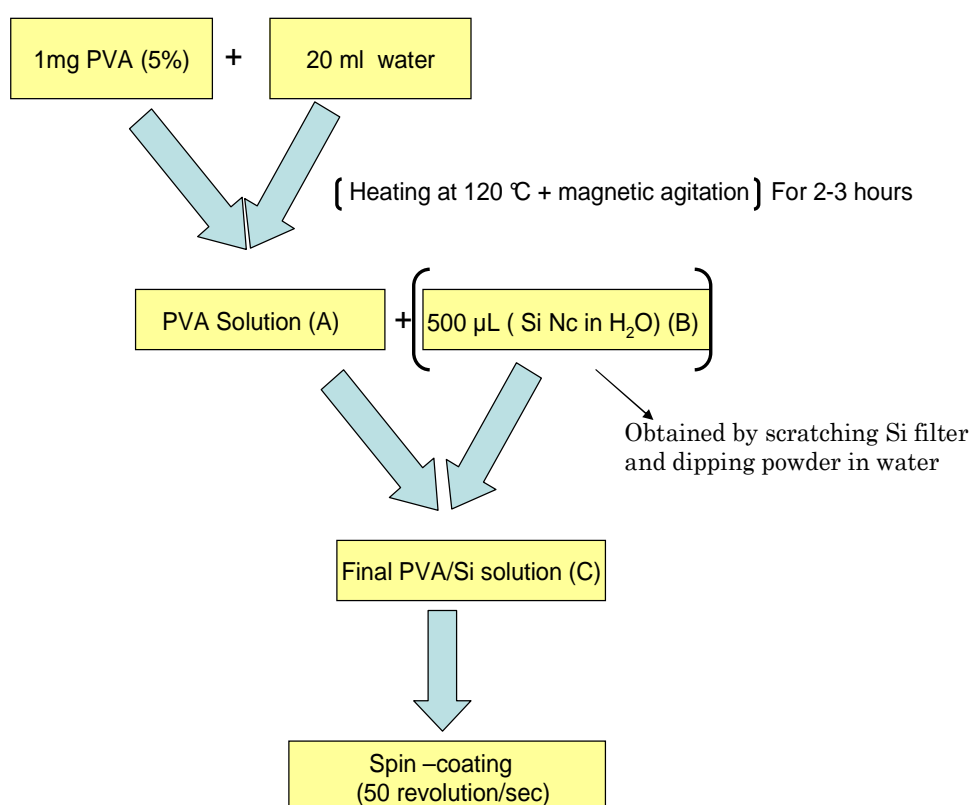 1mg PVA (5%) + 20 ml water
[ Heating at 120 °C + magnetic agitation ] For 2-3 hours
PVA Solution (A) + ( 500 µL ( Si Nc in H₂O) (B) )
Obtained by scratching Si filter
and dipping powder in water
Final PVA/Si solution (C)
Spin –coating
(50 revolution/sec)